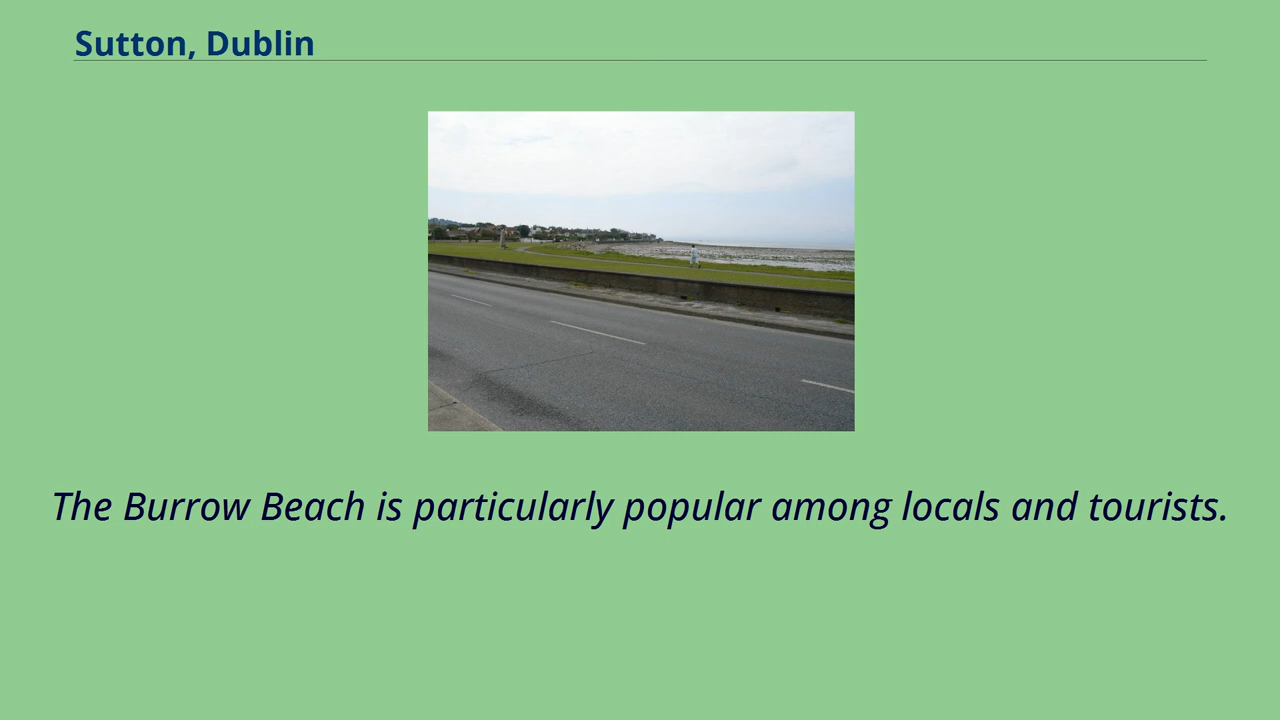 Sutton, Dublin
The Burrow Beach is particularly popular among locals and tourists.